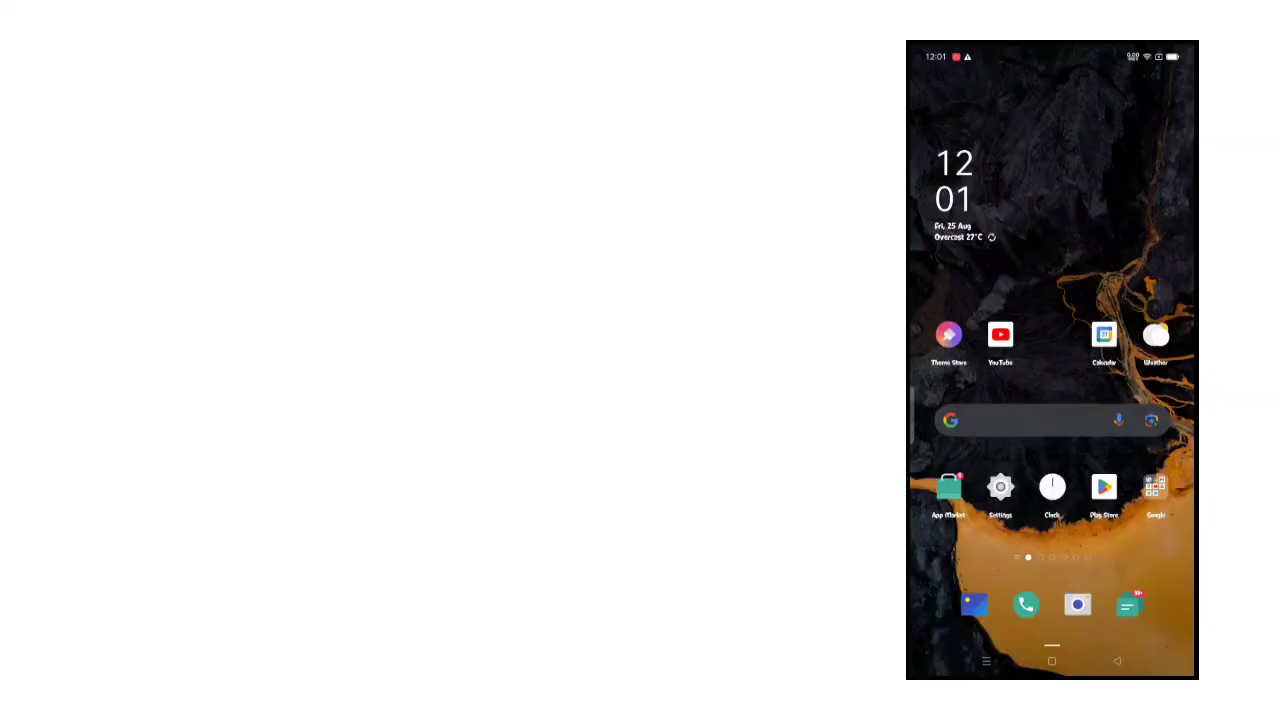 12:01
12
01
Fri, 25 Aug
Overcast 27°C
Theme Store
YouTube
Calendar
Weather
App Market
Settings
Clock
Play Store
Google